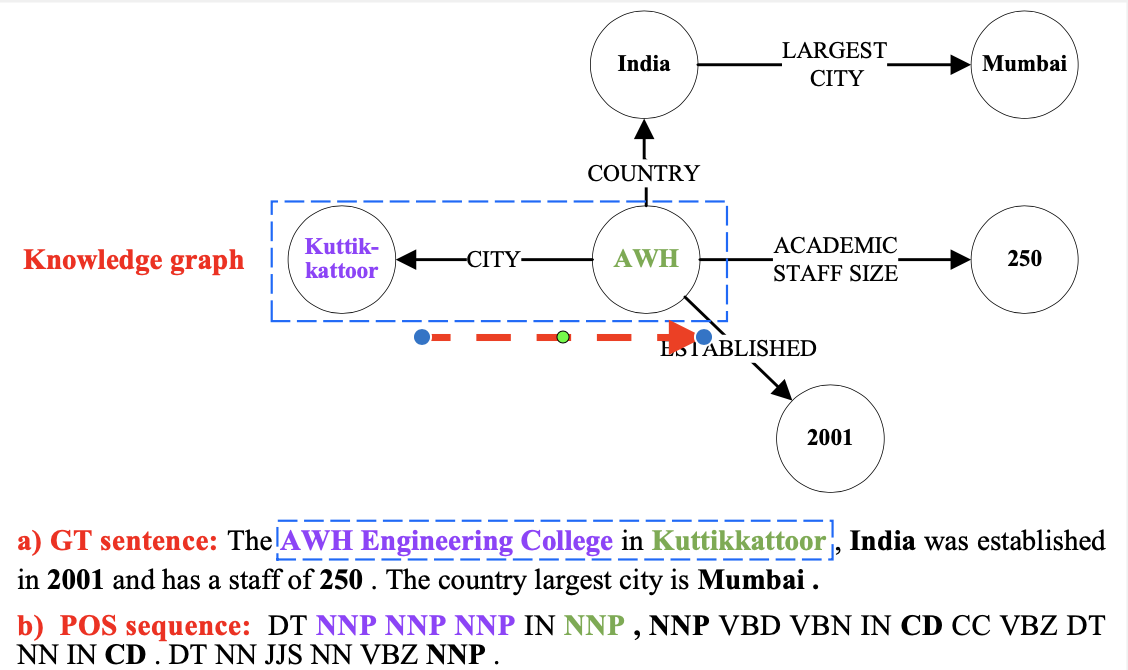 India
LARGEST
CITY
Mumbai
COUNTRY
Knowledge graph
Kuttik-
kattoor
CITY
AWH
ACADEMIC
STAFF SIZE
250
ESTABLISHED
2001
a) GT sentence: The AWH Engineering College in Kuttikkattoor , India was established
in 2001 and has a staff of 250 . The country largest city is Mumbai .
b) POS sequence: DT NNP NNP NNP IN NNP , NNP VBD VBN IN CD CC VBZ DT
NN IN CD . DT NN JJS NN VBZ NNP .